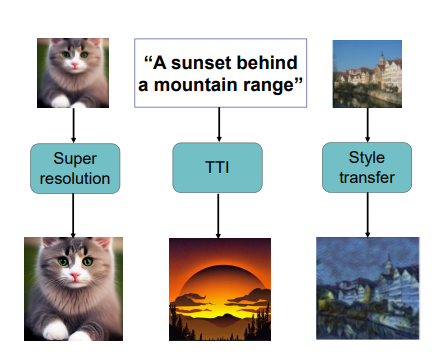 “A sunset behind
a mountain range”
Super
resolution
TTI
Style
transfer